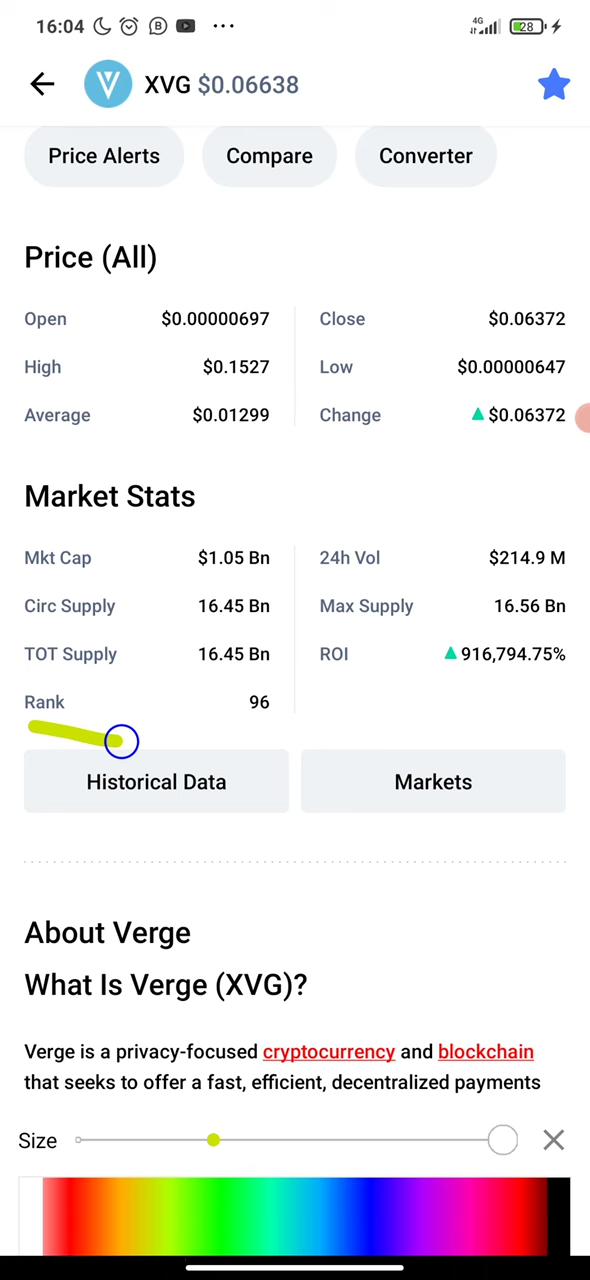 16:04 4G 28
XVG $0.06638
Price Alerts Compare Converter
Price (All)
Open $0.00000697 Close $0.06372
High $0.1527 Low $0.00000647
Average $0.01299 Change $0.06372
Market Stats
Mkt Cap $1.05 Bn 24h Vol $214.9 M
Circ Supply 16.45 Bn Max Supply 16.56 Bn
TOT Supply 16.45 Bn ROI 916,794.75%
Rank 96
Historical Data Markets
About Verge
What Is Verge (XVG)?
Verge is a privacy-focused cryptocurrency and blockchain
that seeks to offer a fast, efficient, decentralized payments
Size